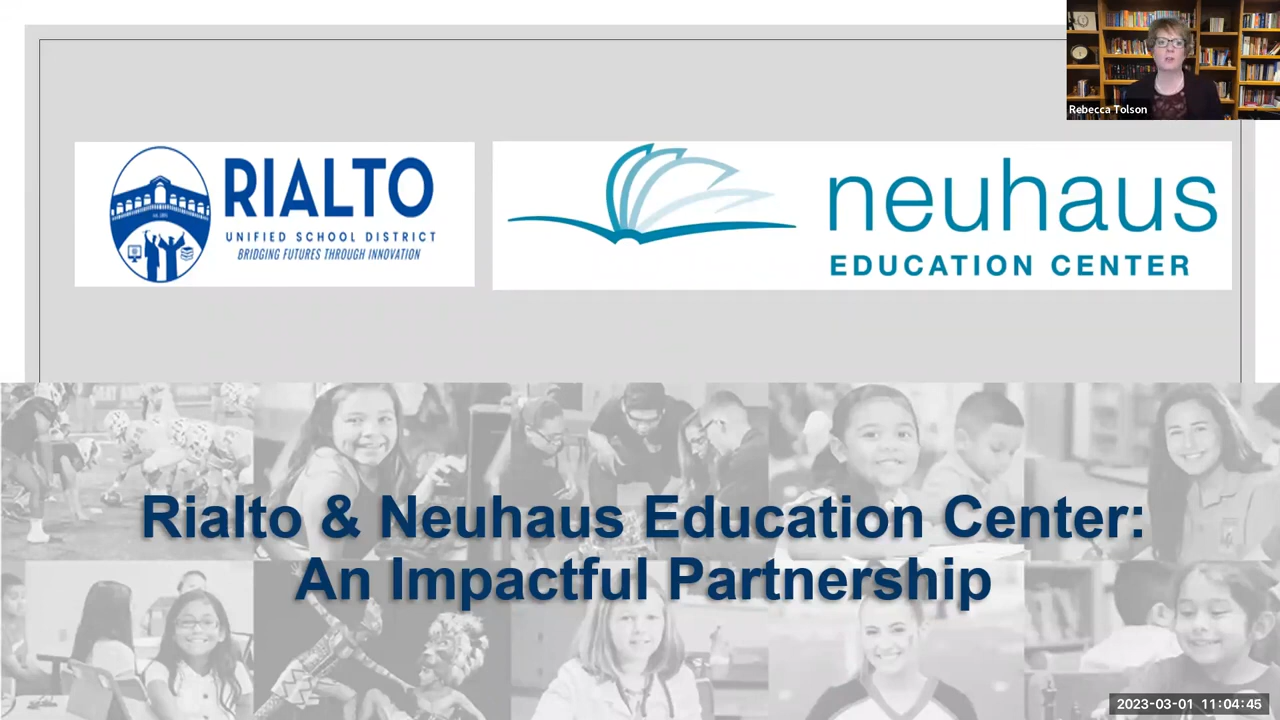 Rebecca Tolson
RIALTO
UNIFIED SCHOOL DISTRICT
BRIDGING FUTURES THROUGH INNOVATION
neuhaus
EDUCATION CENTER
Rialto & Neuhaus Education Center:
An Impactful Partnership
2023-03-01 11:04:45